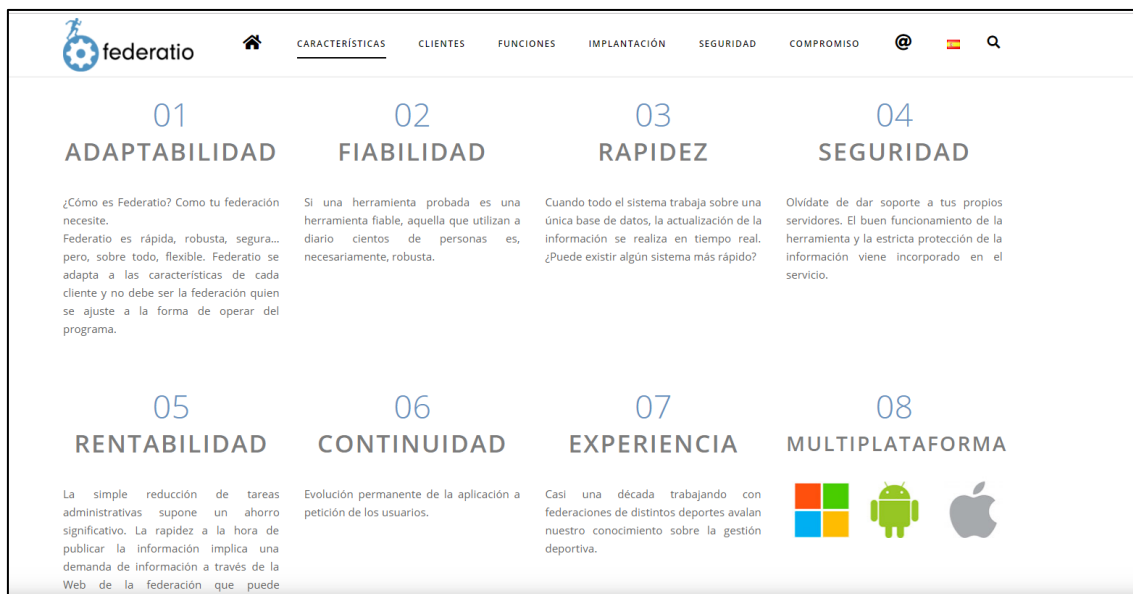 federatio
CARACTERÍSTICAS CLIENTES FUNCIONES IMPLANTACIÓN SEGURIDAD COMPROMISO @
01
ADAPTABILIDAD
¿Cómo es Federatio? Como tu federación
necesite.
Federatio es rápida, robusta, segura...
pero, sobre todo, flexible. Federatio se
adapta a las características de cada
cliente y no debe ser la federación quien
se ajuste a la forma de operar del
programa.
02
FIABILIDAD
Si una herramienta probada es una
herramienta fiable, aquella que utilizan a
diario cientos de personas es,
necesariamente, robusta.
03
RAPIDEZ
Cuando todo el sistema trabaja sobre una
única base de datos, la actualización de la
información se realiza en tiempo real.
¿Puede existir algún sistema más rápido?
04
SEGURIDAD
Olvídate de dar soporte a tus propios
servidores. El buen funcionamiento de la
herramienta y la estricta protección de la
información viene incorporado en el
servicio.
05
RENTABILIDAD
La simple reducción de tareas
administrativas supone un ahorro
significativo. La rapidez a la hora de
publicar la información implica una
demanda de información a través de la
Web de la federación que puede
06
CONTINUIDAD
Evolución permanente de la aplicación a
petición de los usuarios.
07
EXPERIENCIA
Casi una década trabajando con
federaciones de distintos deportes avalan
nuestro conocimiento sobre la gestión
deportiva.
08
MULTIPLATAFORMA